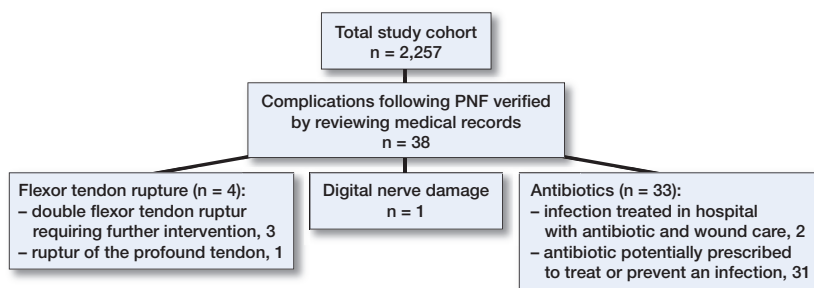 Total study cohort
n = 2,257
Complications following PNF verified
by reviewing medical records
n = 38
Flexor tendon rupture (n = 4):
– double flexor tendon ruptur
requiring further intervention, 3
– ruptur of the profound tendon, 1
Digital nerve damage
n = 1
Antibiotics (n = 33):
– infection treated in hospital
with antibiotic and wound care, 2
– antibiotic potentially prescribed
to treat or prevent an infection, 31